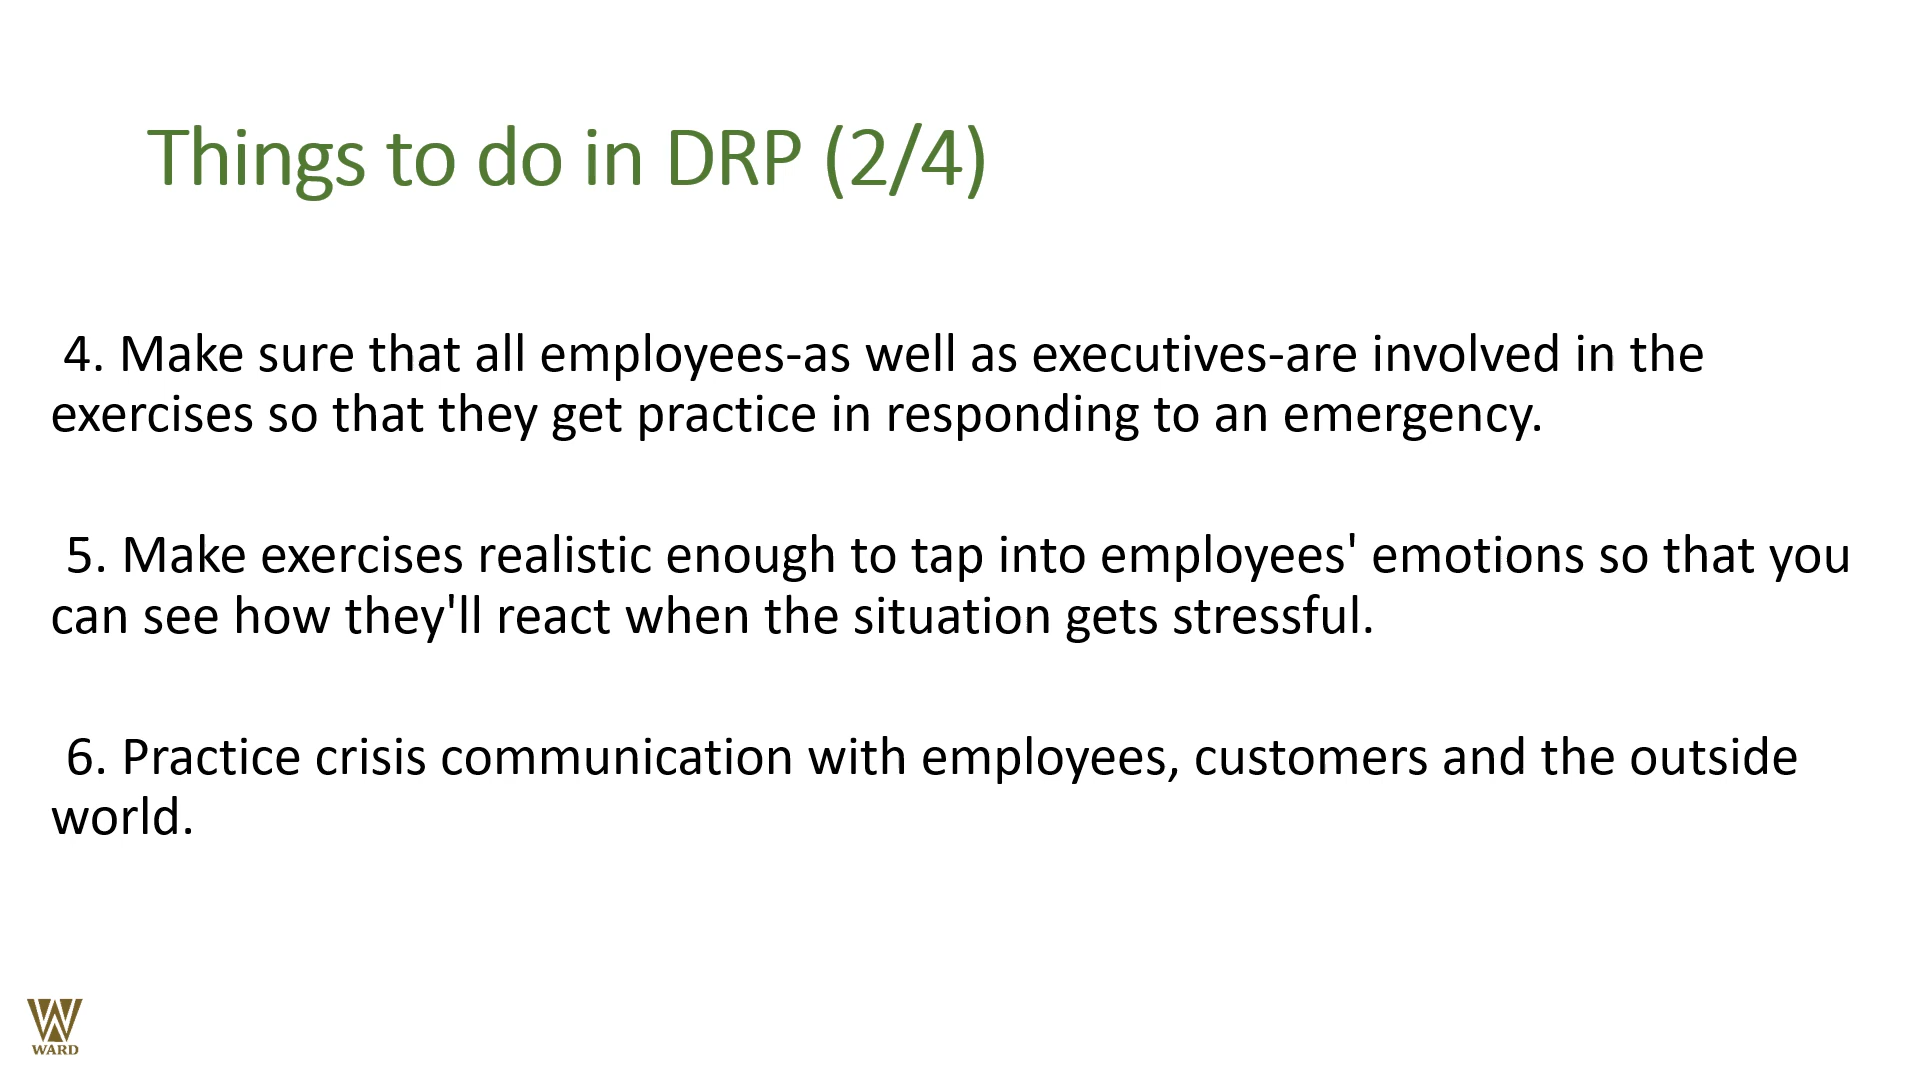 Things to do in DRP (2/4)
4. Make sure that all employees-as well as executives-are involved in the
exercises so that they get practice in responding to an emergency.
5. Make exercises realistic enough to tap into employees' emotions so that you
can see how they'll react when the situation gets stressful.
6. Practice crisis communication with employees, customers and the outside
world.
WARD